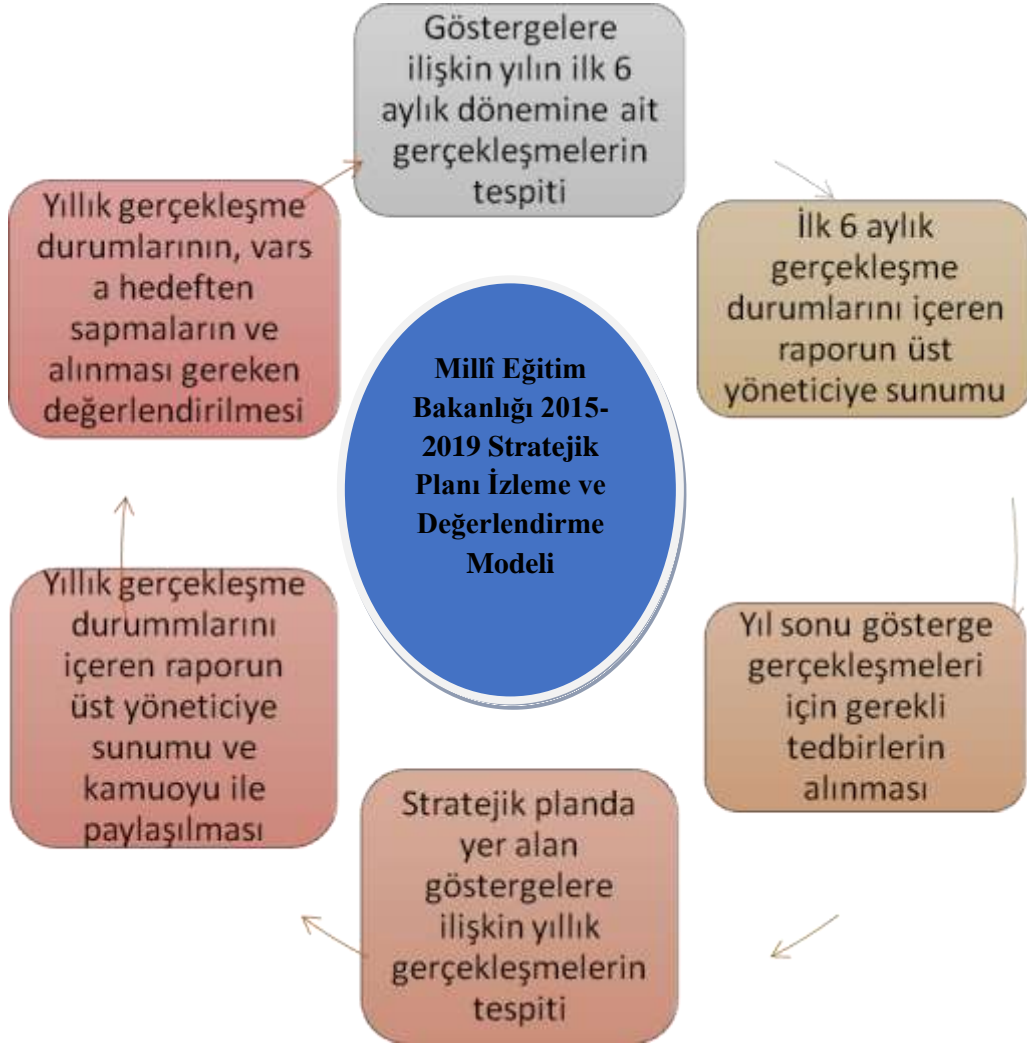 Göstergelere
ilişkin yılın ilk 6
aylık dönemine ait
gerçekleşmelerin
tespiti
İlk 6 aylık
gerçekleşme
durumlarını içeren
raporun üst
yöneticiye sunumu
Yıl sonu gösterge
gerçekleşmeleri
için gerekli
tedbirlerin
alınması
Stratejik planda
yer alan
göstergelere
ilişkin yıllık
gerçekleşmelerin
tespiti
Yıllık gerçekleşme
durummlarını
içeren raporun
üst yöneticiye
sunumu ve
kamuoyu ile
paylaşılması
Yıllık gerçekleşme
durumlarının, vars
a hedeften
sapmaların ve
alınması gereken
değerlendirilmesi
Millî Eğitim
Bakanlığı 2015-
2019 Stratejik
Planı İzleme ve
Değerlendirme
Modeli